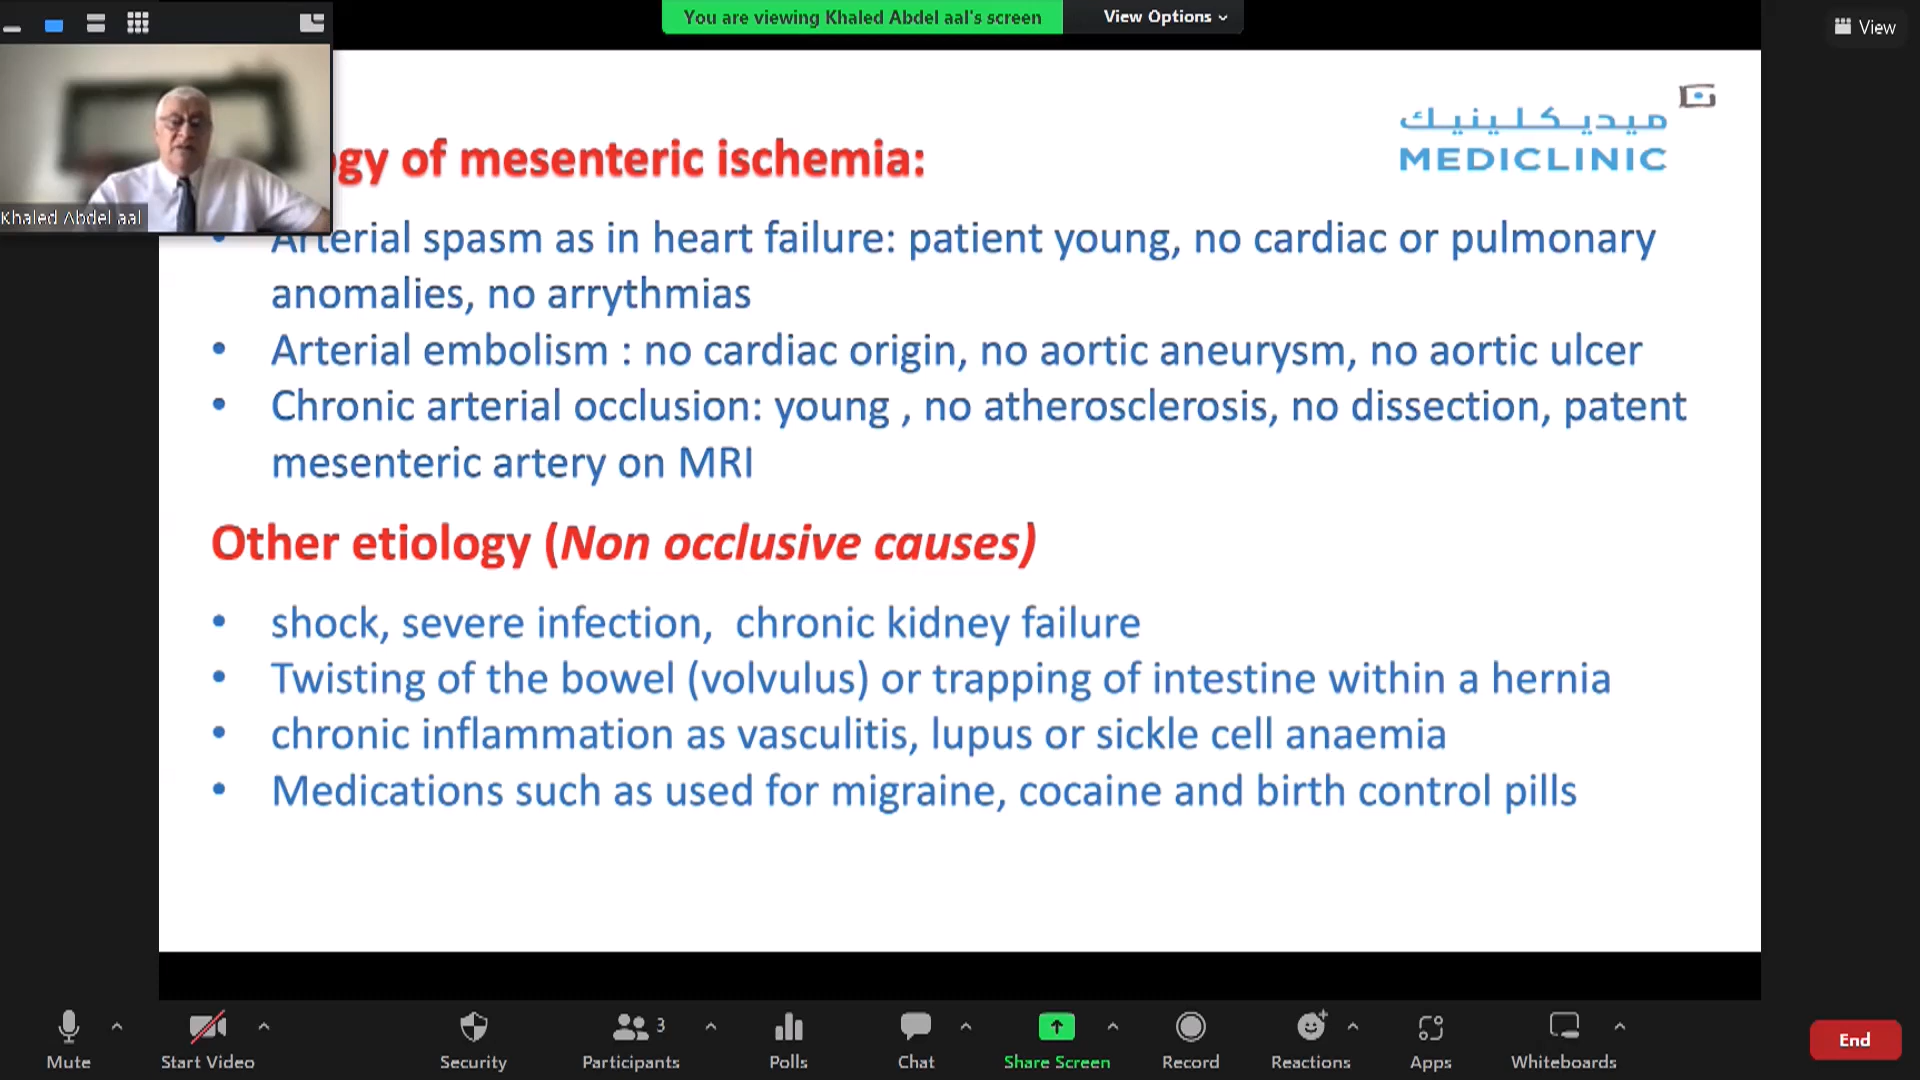 You are viewing Khaled Abdel aal's screen
View Options
View
Khaled Abdel aal
ميديكلينيك
MEDICLINIC
gy of mesenteric ischemia:
• Arterial spasm as in heart failure: patient young, no cardiac or pulmonary
anomalies, no arrythmias
• Arterial embolism : no cardiac origin, no aortic aneurysm, no aortic ulcer
• Chronic arterial occlusion: young , no atherosclerosis, no dissection, patent
mesenteric artery on MRI
Other etiology (Non occlusive causes)
• shock, severe infection,  chronic kidney failure
• Twisting of the bowel (volvulus) or trapping of intestine within a hernia
• chronic inflammation as vasculitis, lupus or sickle cell anaemia
• Medications such as used for migraine, cocaine and birth control pills
Mute
Start Video
Security
3
Participants
Polls
Chat
Share Screen
Record
Reactions
Apps
Whiteboards
End